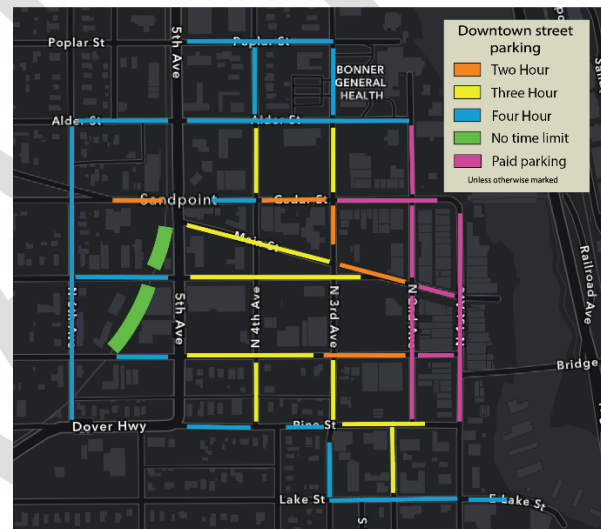 Downtown street
parking
Two Hour
Three Hour
Four Hour
No time limit
Paid parking
Unless otherwise marked
Poplar St
5th Ave
Poplar St
BONNER
GENERAL
HEALTH
Alder St
Alder St
Sandpoint
Cedar St
Main St
5th Ave
N 4th Ave
N 3rd Ave
Railroad Ave
Bridge
Dover Hwy
Pine St
Lake St
E Lake St
S